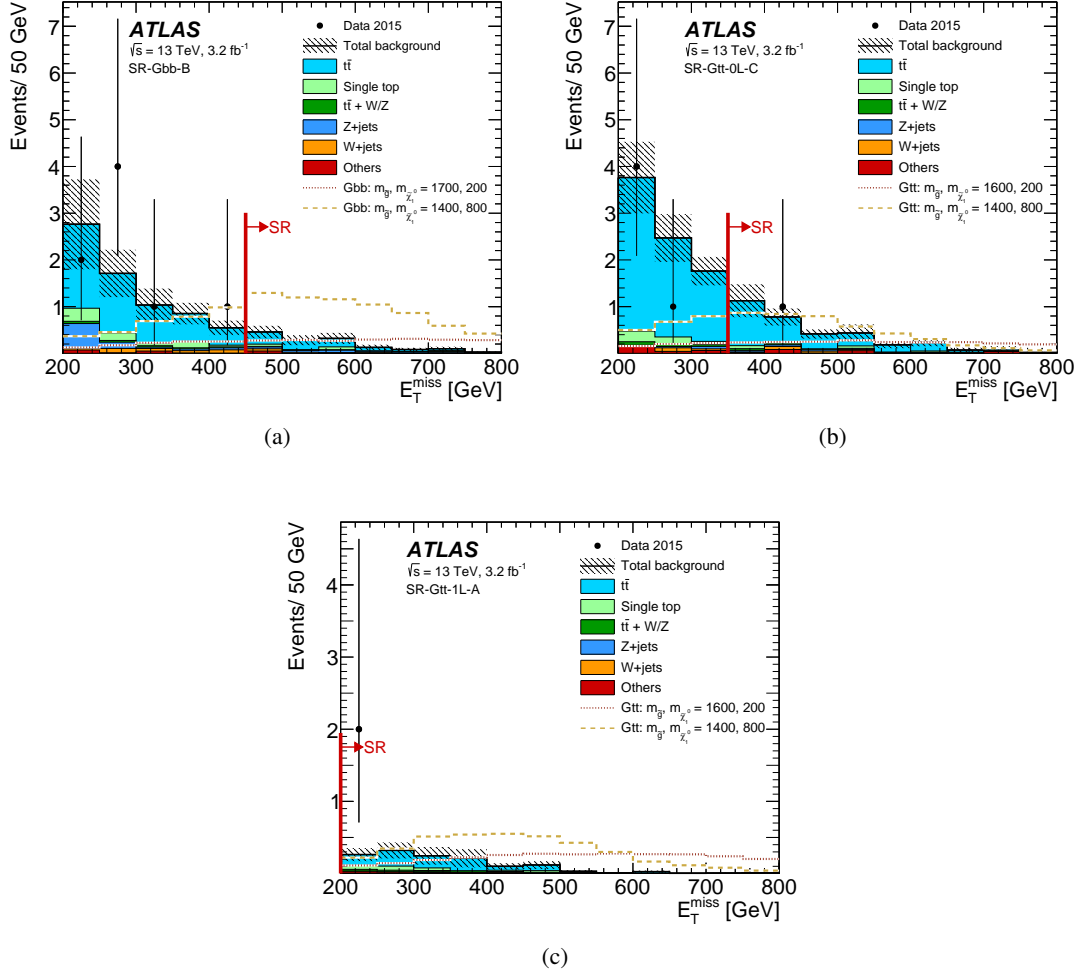 Events/ 50 GeV
7
6
5
4
3
2
1
ATLAS
√s = 13 TeV, 3.2 fb⁻¹
SR-Gbb-B
Data 2015
Total background
tt̄
Single top
tt̄ + W/Z
Z+jets
W+jets
Others
Gbb: m_g̃, m_χ̃₁⁰ = 1700, 200
Gbb: m_g̃, m_χ̃₁⁰ = 1400, 800
SR
200 300 400 500 600 700 800
E_T^miss [GeV]
(a)
Events/ 50 GeV
7
6
5
4
3
2
1
ATLAS
√s = 13 TeV, 3.2 fb⁻¹
SR-Gtt-0L-C
Data 2015
Total background
tt̄
Single top
tt̄ + W/Z
Z+jets
W+jets
Others
Gtt: m_g̃, m_χ̃₁⁰ = 1600, 200
Gtt: m_g̃, m_χ̃₁⁰ = 1400, 800
SR
200 300 400 500 600 700 800
E_T^miss [GeV]
(b)
Events/ 50 GeV
4
3
2
1
ATLAS
√s = 13 TeV, 3.2 fb⁻¹
SR-Gtt-1L-A
Data 2015
Total background
tt̄
Single top
tt̄ + W/Z
Z+jets
W+jets
Others
Gtt: m_g̃, m_χ̃₁⁰ = 1600, 200
Gtt: m_g̃, m_χ̃₁⁰ = 1400, 800
SR
200 300 400 500 600 700 800
E_T^miss [GeV]
(c)